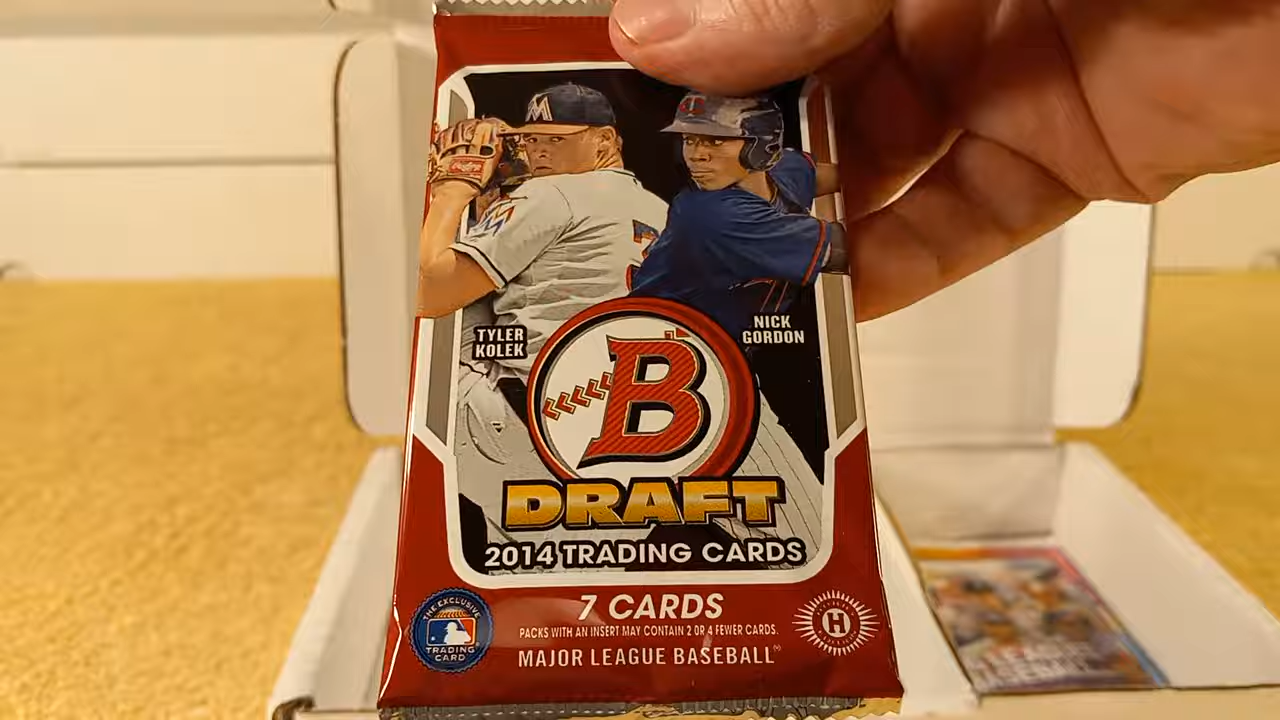 TYLER
KOLEK
NICK
GORDON
B
DRAFT
2014 TRADING CARDS
7 CARDS
PACKS WITH AN INSERT MAY CONTAIN 2 OR 4 FEWER CARDS.
MAJOR LEAGUE BASEBALL
THE EXCLUSIVE
TRADING
CARD
H
M
T